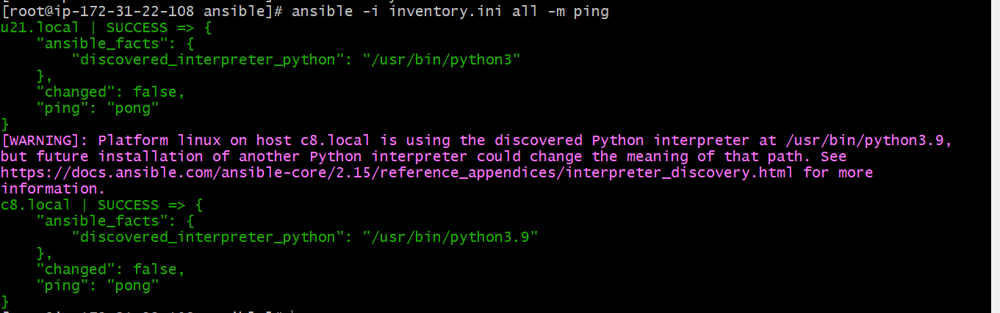 [root@ip-172-31-22-108 ansible]# ansible -i inventory.ini all -m ping
u21.local | SUCCESS => {
    "ansible_facts": {
        "discovered_interpreter_python": "/usr/bin/python3"
    },
    "changed": false,
    "ping": "pong"
}
[WARNING]: Platform linux on host c8.local is using the discovered Python interpreter at /usr/bin/python3.9,
but future installation of another Python interpreter could change the meaning of that path. See
https://docs.ansible.com/ansible-core/2.15/reference_appendices/interpreter_discovery.html for more
information.
c8.local | SUCCESS => {
    "ansible_facts": {
        "discovered_interpreter_python": "/usr/bin/python3.9"
    },
    "changed": false,
    "ping": "pong"
}